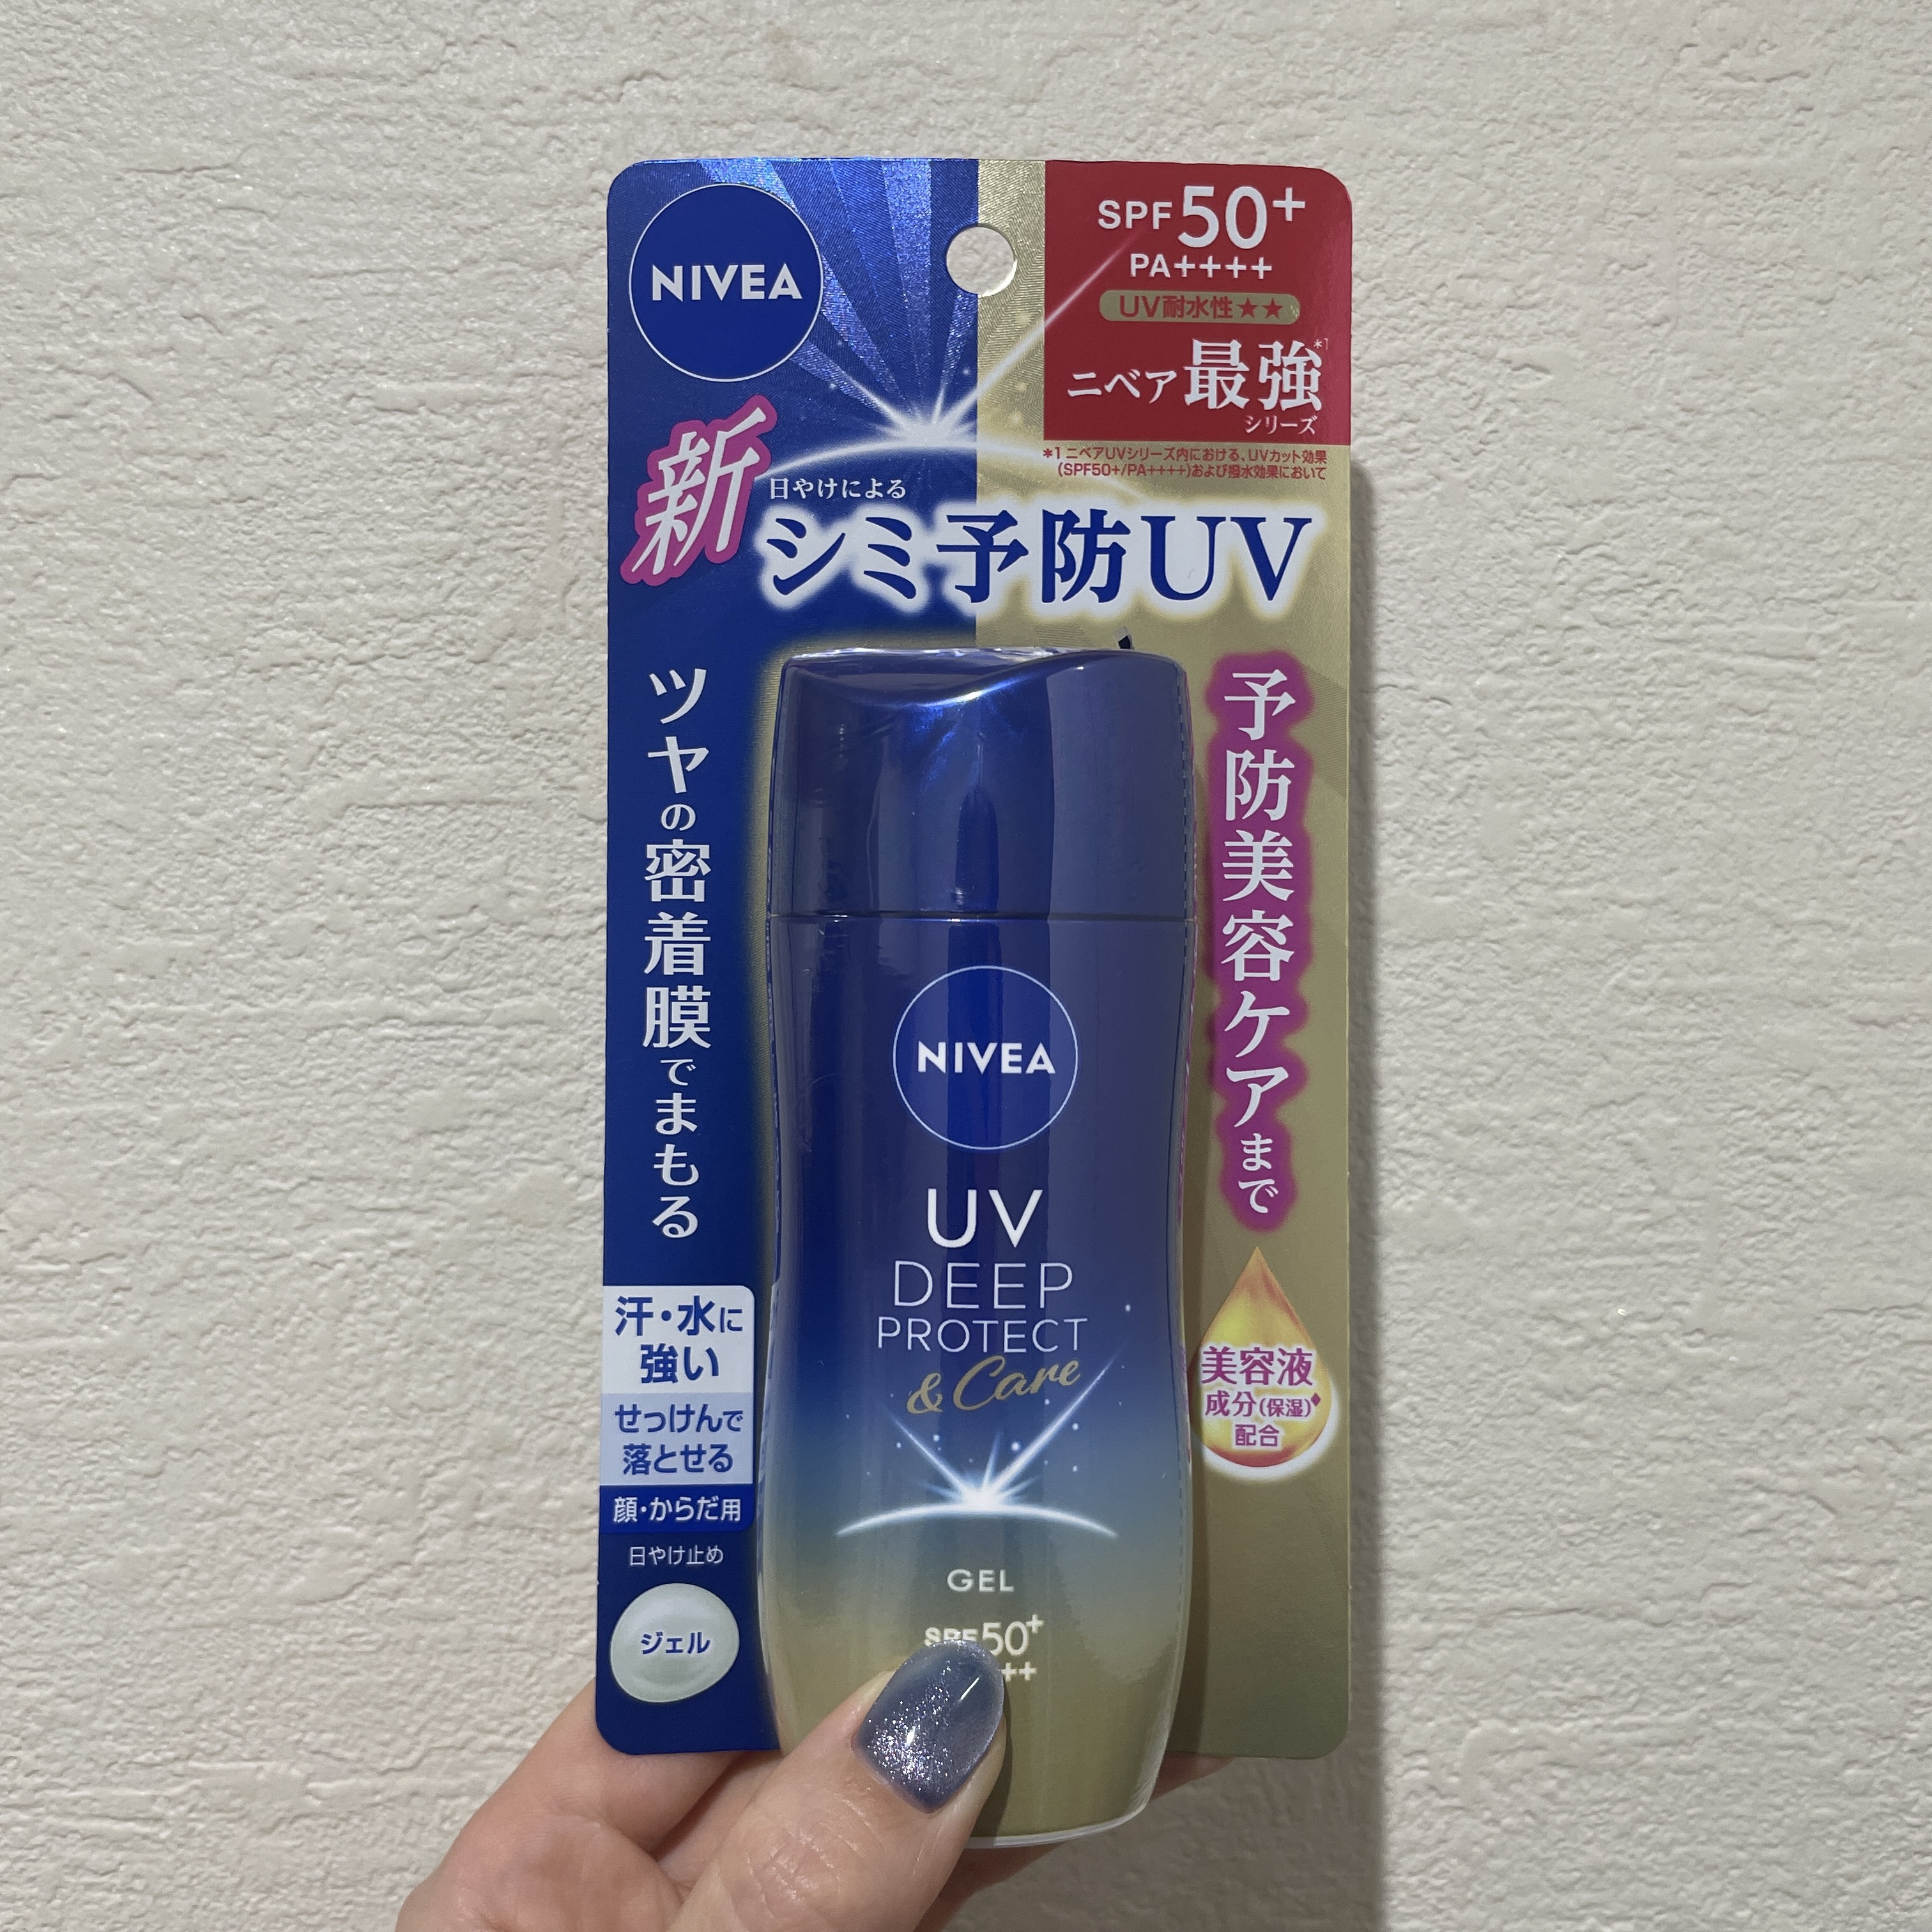 NIVEA
SPF50+
PA++++
UV耐水性★★
ニベア最強*1
シリーズ
*1 ニベアUVシリーズ内における、UVカット効果
(SPF50+/PA++++)および撥水効果において
新
日やけによる
シミ予防UV
ツヤの密着膜でまもる
予防美容ケアまで
NIVEA
UV
DEEP
PROTECT
& Care
GEL
SPF50+
++
汗・水に
強い
せっけんで
落とせる
顔・からだ用
日やけ止め
ジェル
美容液
成分(保湿)♦
配合